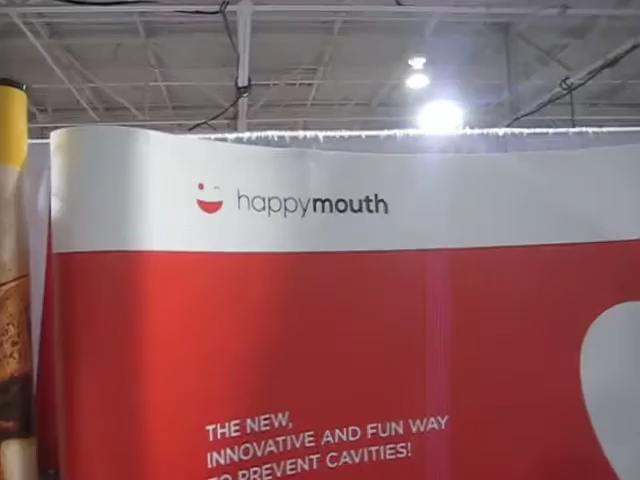 happymouth
THE NEW,
INNOVATIVE AND FUN WAY
TO PREVENT CAVITIES!